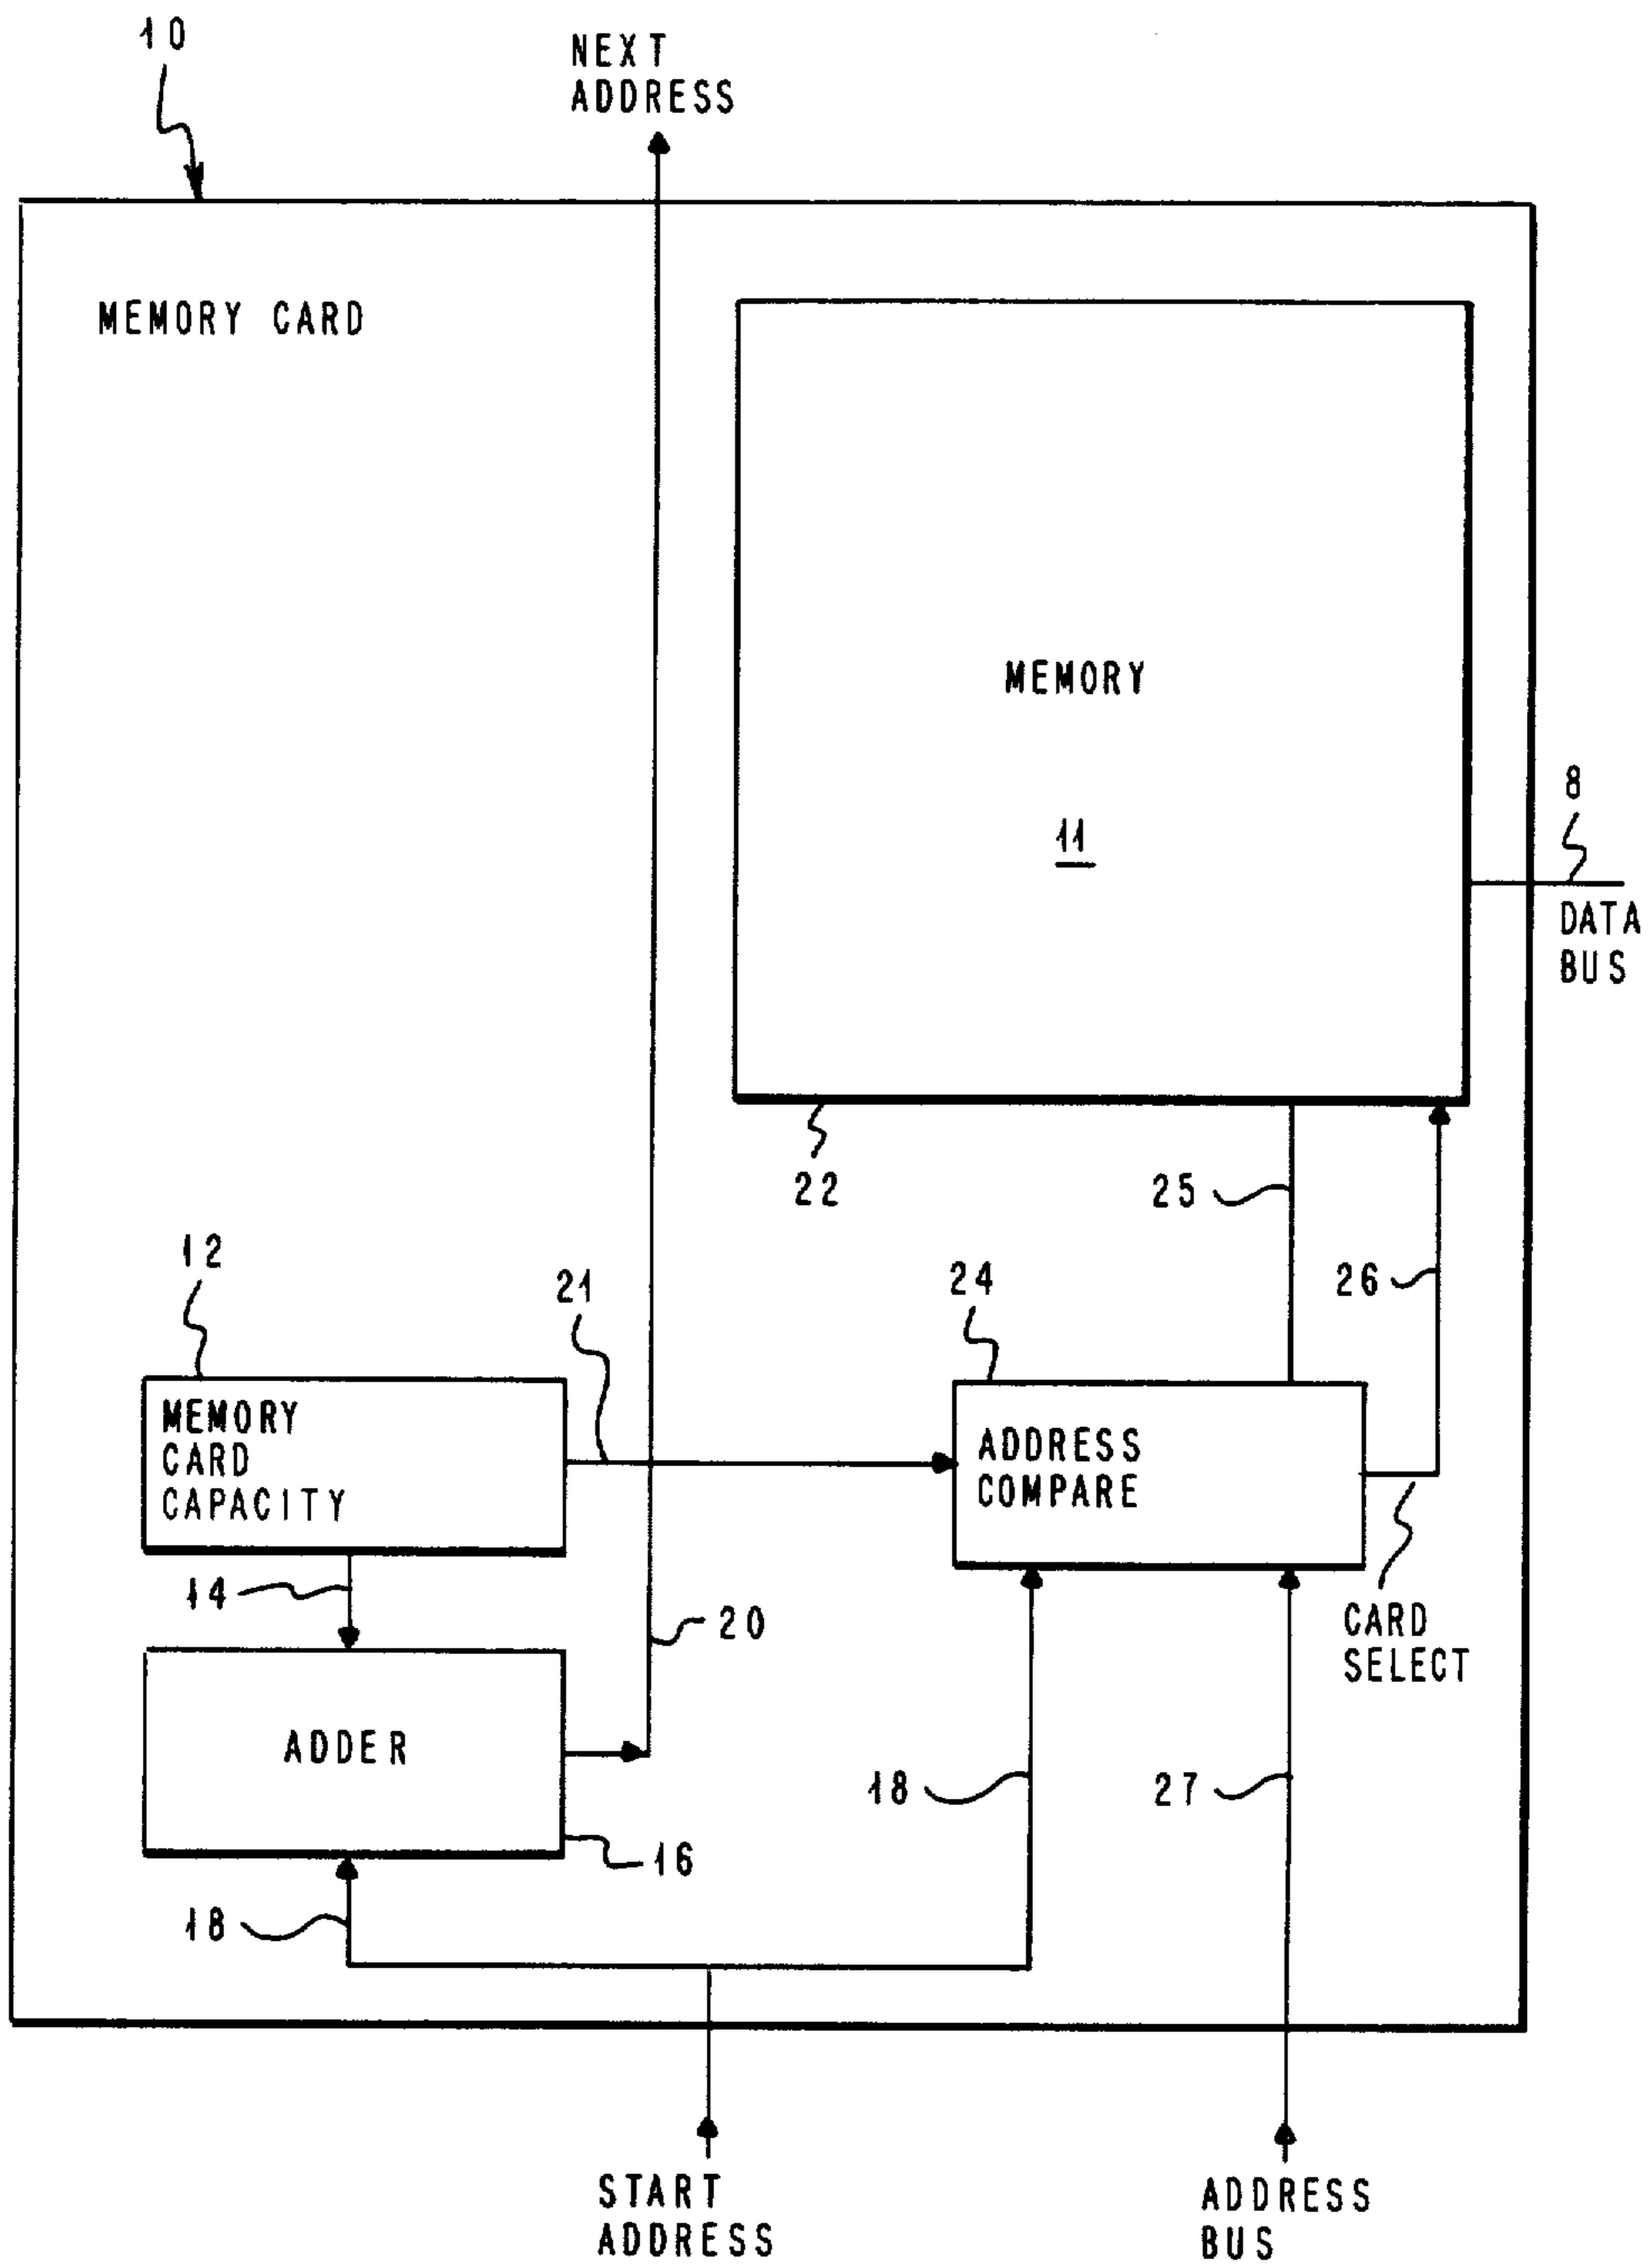 10
NEXT
ADDRESS
MEMORY CARD
MEMORY
11
8
DATA
BUS
22
25
12
21
24
26
MEMORY
CARD
CAPACITY
ADDRESS
COMPARE
14
20
CARD
SELECT
ADDER
18
27
16
18
START
ADDRESS
ADDRESS
BUS